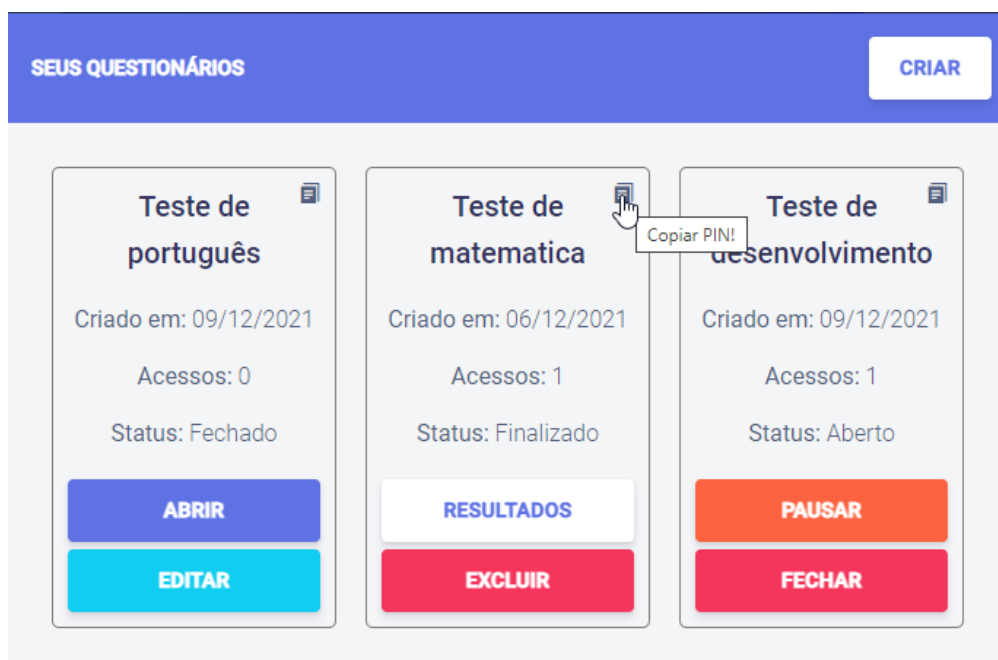 SEUS QUESTIONÁRIOS
CRIAR
Teste de
português
Criado em: 09/12/2021
Acessos: 0
Status: Fechado
ABRIR
EDITAR
Teste de
matematica
Copiar PIN!
Criado em: 06/12/2021
Acessos: 1
Status: Finalizado
RESULTADOS
EXCLUIR
Teste de
desenvolvimento
Criado em: 09/12/2021
Acessos: 1
Status: Aberto
PAUSAR
FECHAR